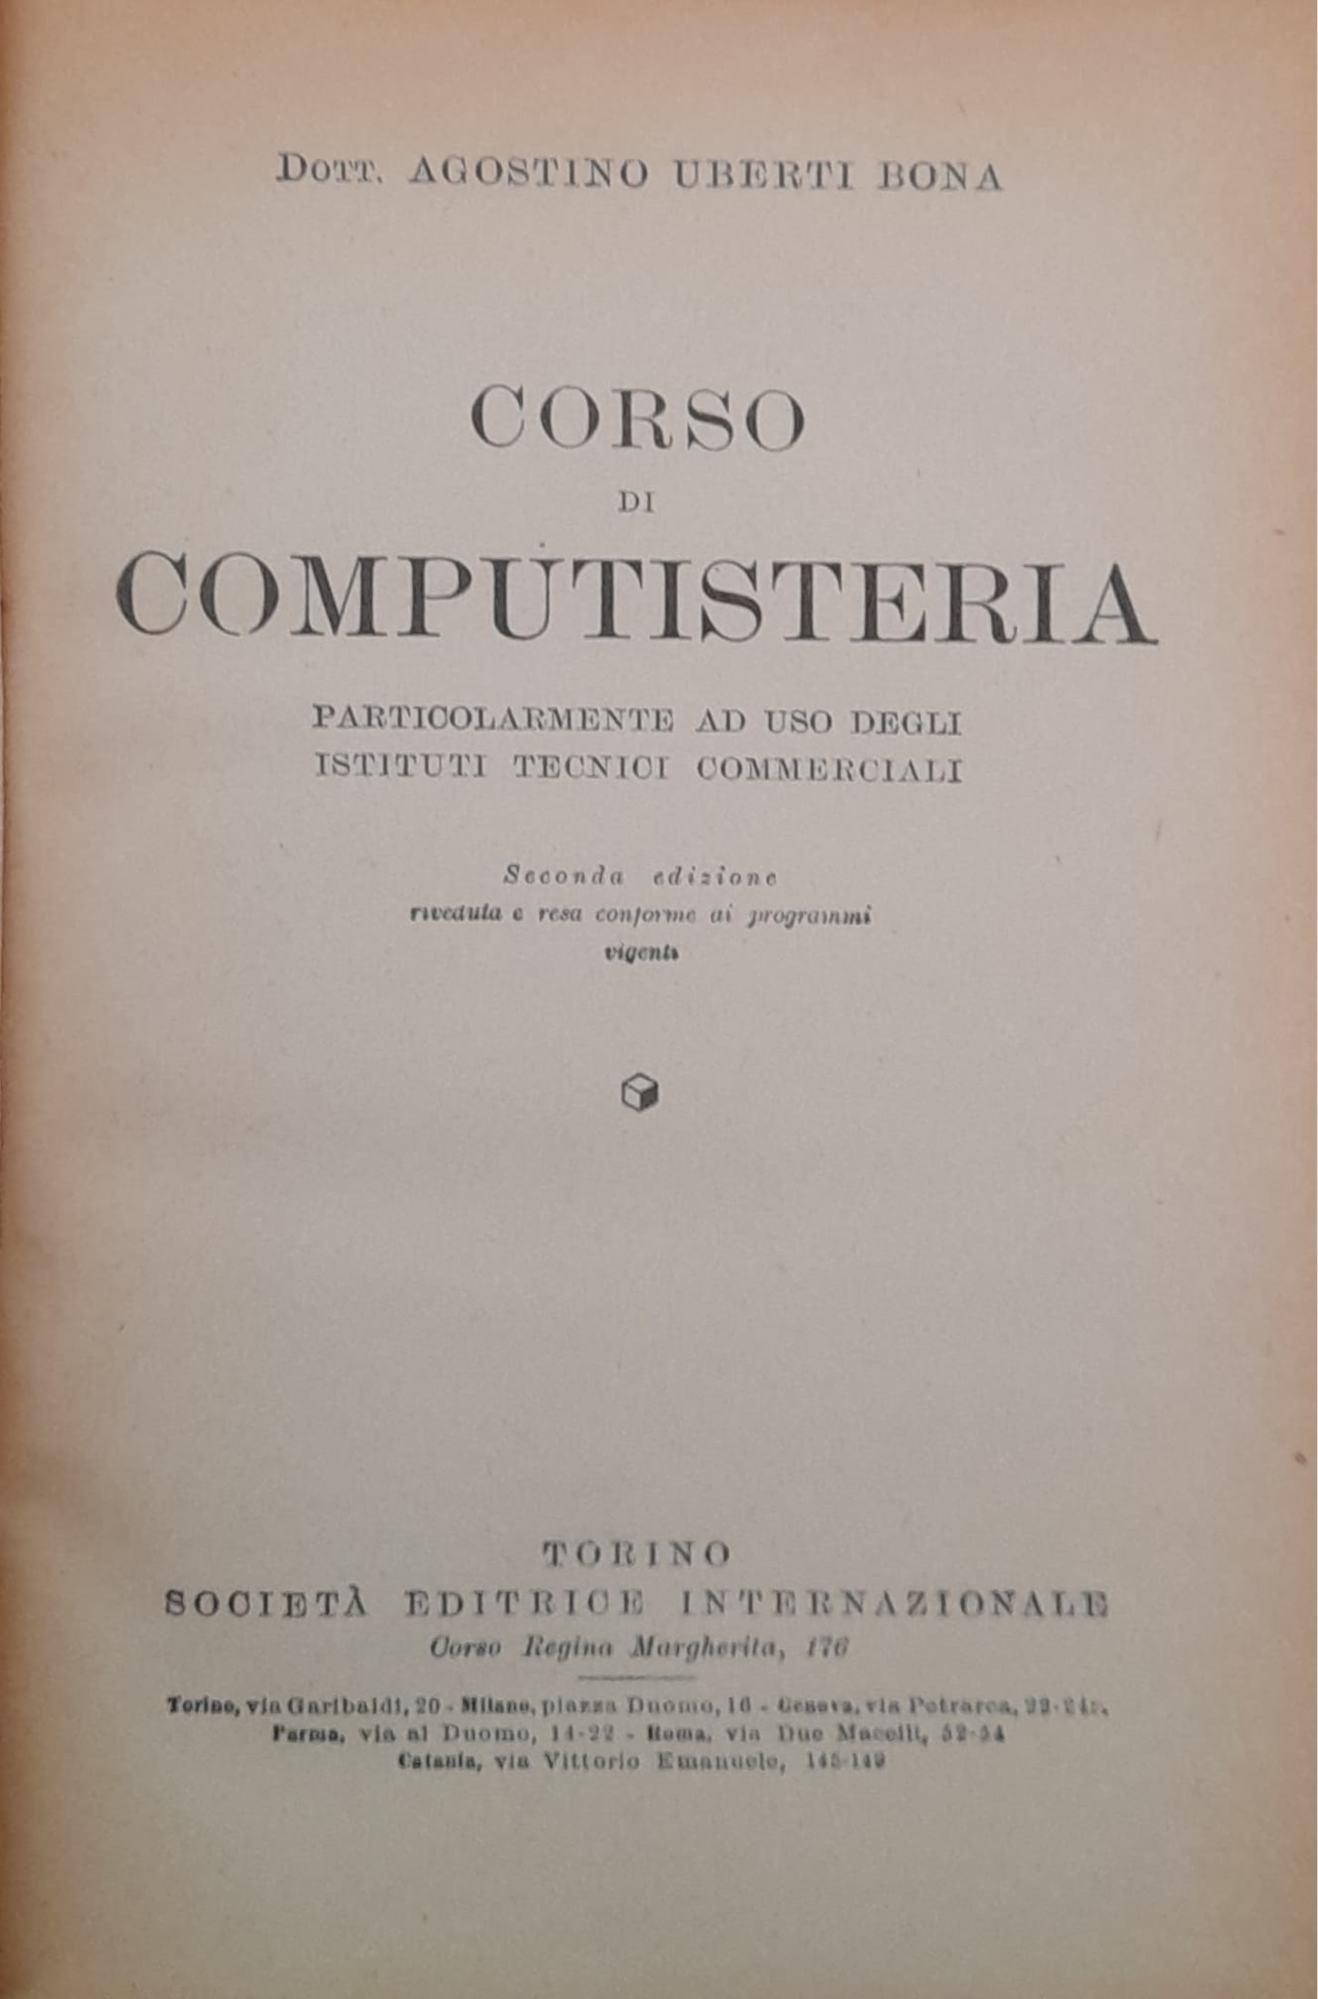 Dott. AGOSTINO UBERTI BONA
CORSO
DI
COMPUTISTERIA
PARTICOLARMENTE AD USO DEGLI
ISTITUTI TECNICI COMMERCIALI
Seconda edizione
riveduta e resa conforme ai programmi
vigenti
TORINO
SOCIETÀ EDITRICE INTERNAZIONALE
Corso Regina Margherita, 176
Torino, via Garibaldi, 20 - Milano, piazza Duomo, 16 - Genova, via Petrarca, 22-24r.
Parma, via al Duomo, 14-22 - Roma, via Due Macelli, 52-54
Catania, via Vittorio Emanuele, 145-149